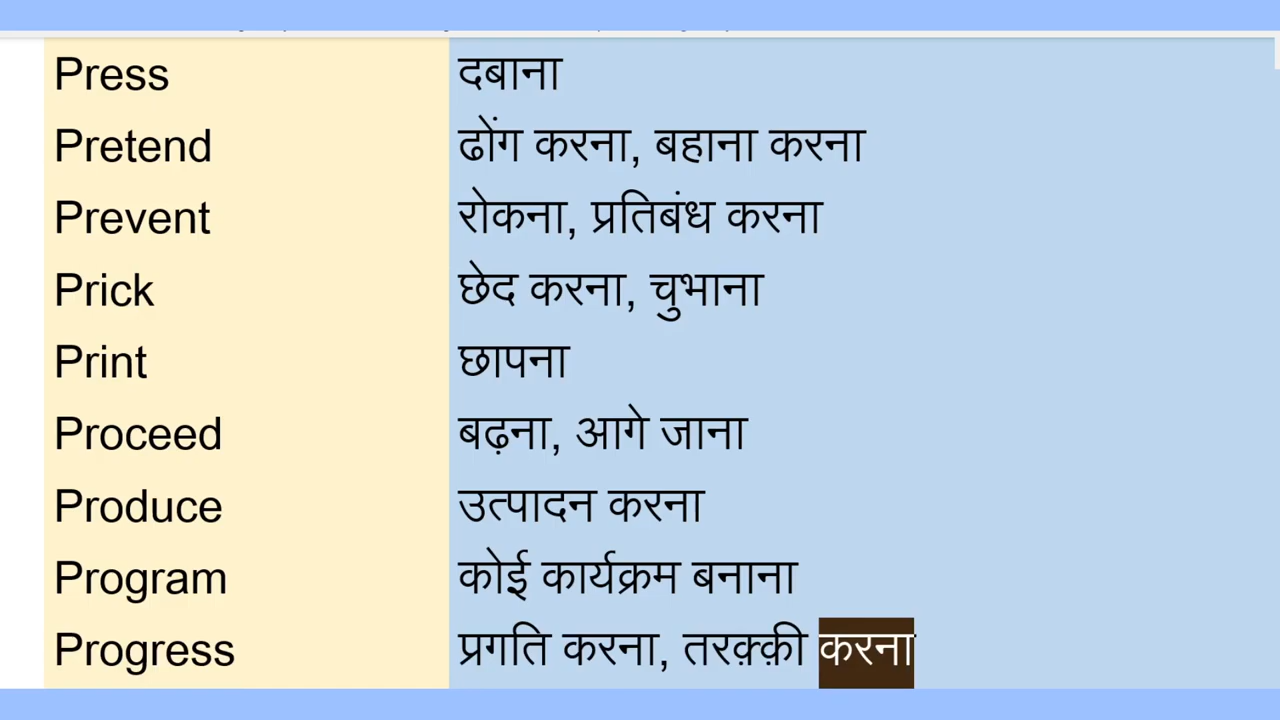 Press दबाना
Pretend ढोंग करना, बहाना करना
Prevent रोकना, प्रतिबंध करना
Prick छेद करना, चुभाना
Print छापना
Proceed बढ़ना, आगे जाना
Produce उत्पादन करना
Program कोई कार्यक्रम बनाना
Progress प्रगति करना, तरक़्क़ी करना